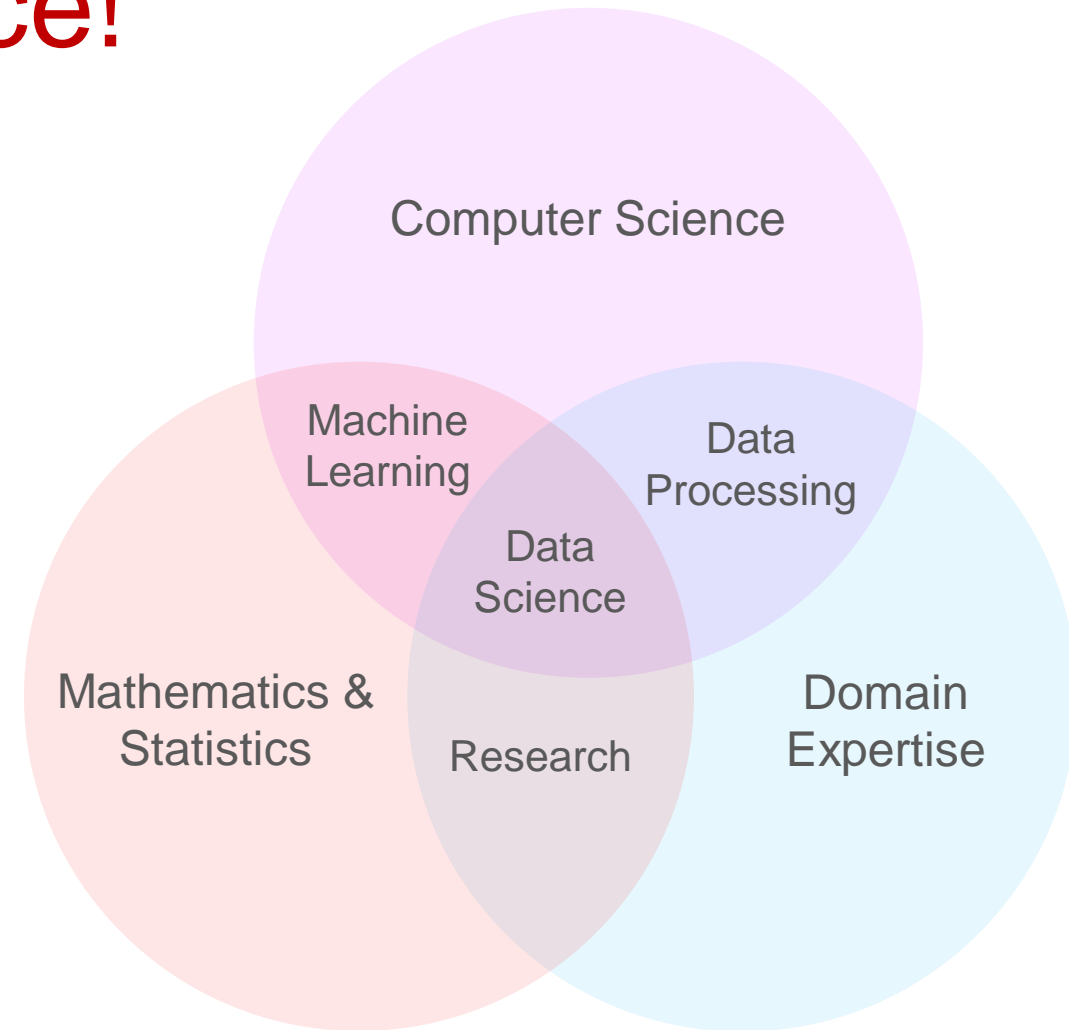 ce!
Computer Science
Machine
Learning
Data
Processing
Data
Science
Mathematics &
Statistics
Research
Domain
Expertise